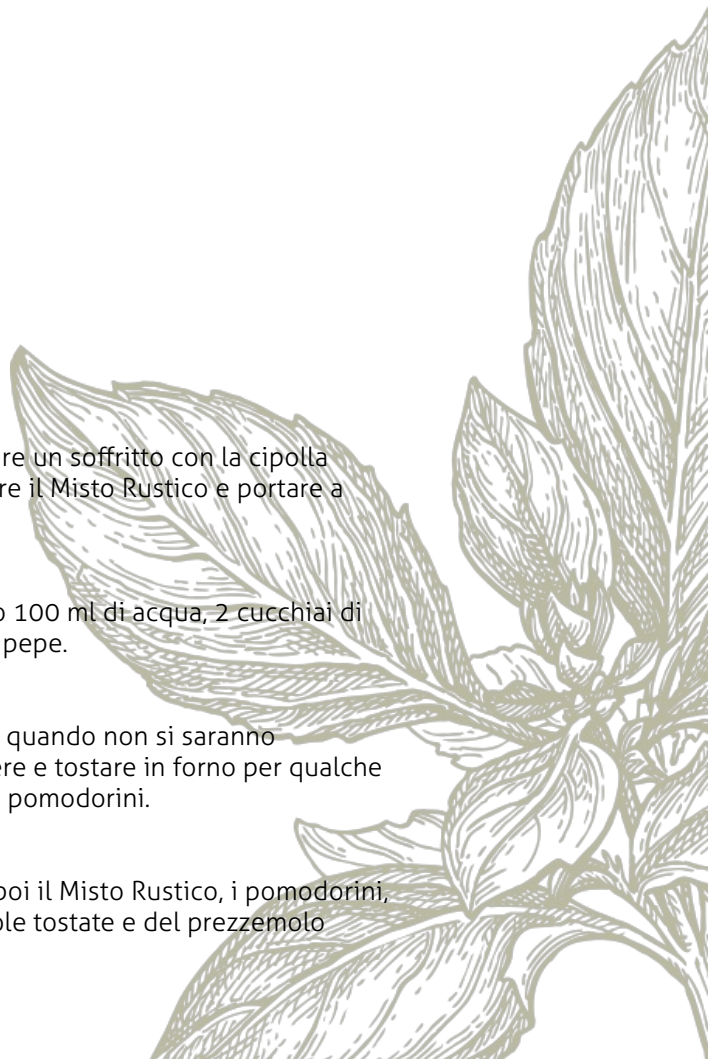 re un soffritto con la cipolla
re il Misto Rustico e portare a
o 100 ml di acqua, 2 cucchiai di
pepe.
quando non si saranno
ere e tostare in forno per qualche
i pomodorini.
poi il Misto Rustico, i pomodorini,
ole tostate e del prezzemolo